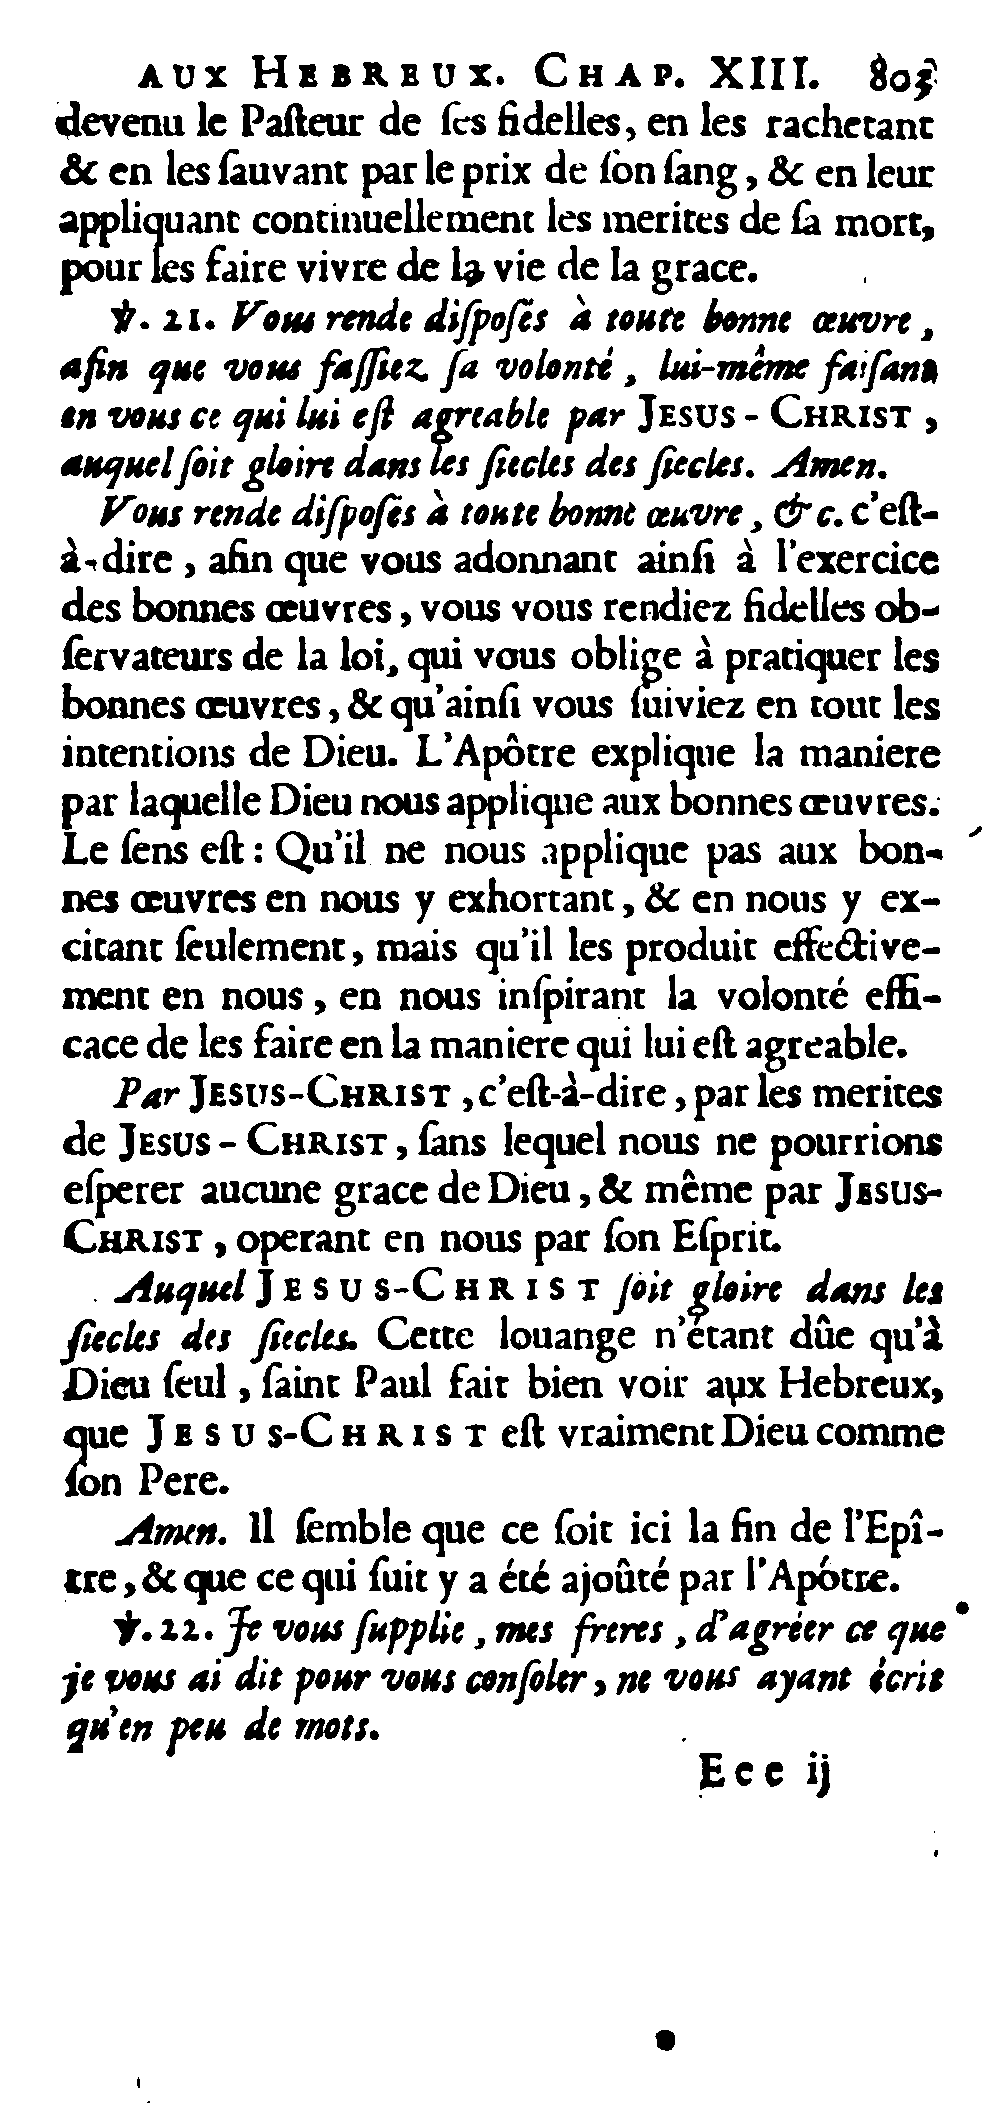 AUX HEBREUX. CHAP. XIII. 803
devenu le Paſteur de ſes fidelles, en les rachetant
& en les ſauvant par le prix de ſon ſang, & en leur
appliquant continuellement les merites de ſa mort,
pour les faire vivre de la vie de la grace.
℣. 21. Vous rende diſpoſés à toute bonne œuvre,
afin que vous faſſiez ſa volonté, lui-même faiſant
en vous ce qui lui eſt agreable par JESUS-CHRIST,
auquel ſoit gloire dans les ſiecles des ſiecles. Amen.
Vous rende diſpoſés à toute bonne œuvre, &c. c'eſt-
à-dire, afin que vous adonnant ainſi à l'exercice
des bonnes œuvres, vous vous rendiez fidelles ob-
ſervateurs de la loi, qui vous oblige à pratiquer les
bonnes œuvres, & qu'ainſi vous ſuiviez en tout les
intentions de Dieu. L'Apôtre explique la maniere
par laquelle Dieu nous applique aux bonnes œuvres.
Le ſens eſt : Qu'il ne nous applique pas aux bon-
nes œuvres en nous y exhortant, & en nous y ex-
citant ſeulement, mais qu'il les produit effective-
ment en nous, en nous inſpirant la volonté effi-
cace de les faire en la maniere qui lui eſt agreable.
Par JESUS-CHRIST, c'eſt-à-dire, par les merites
de JESUS-CHRIST, ſans lequel nous ne pourrions
eſperer aucune grace de Dieu, & même par JESUS-
CHRIST, operant en nous par ſon Eſprit.
Auquel JESUS-CHRIST ſoit gloire dans les
ſiecles des ſiecles. Cette louange n'étant dûe qu'à
Dieu ſeul, ſaint Paul fait bien voir aux Hebreux,
que JESUS-CHRIST eſt vraiment Dieu comme
ſon Pere.
Amen. Il ſemble que ce ſoit ici la fin de l'Epî-
tre, & que ce qui ſuit y a été ajoûté par l'Apôtre.
℣. 22. Je vous ſupplie, mes freres, d'agréer ce que
je vous ai dit pour vous conſoler, ne vous ayant écrit
qu'en peu de mots.
Eee ij